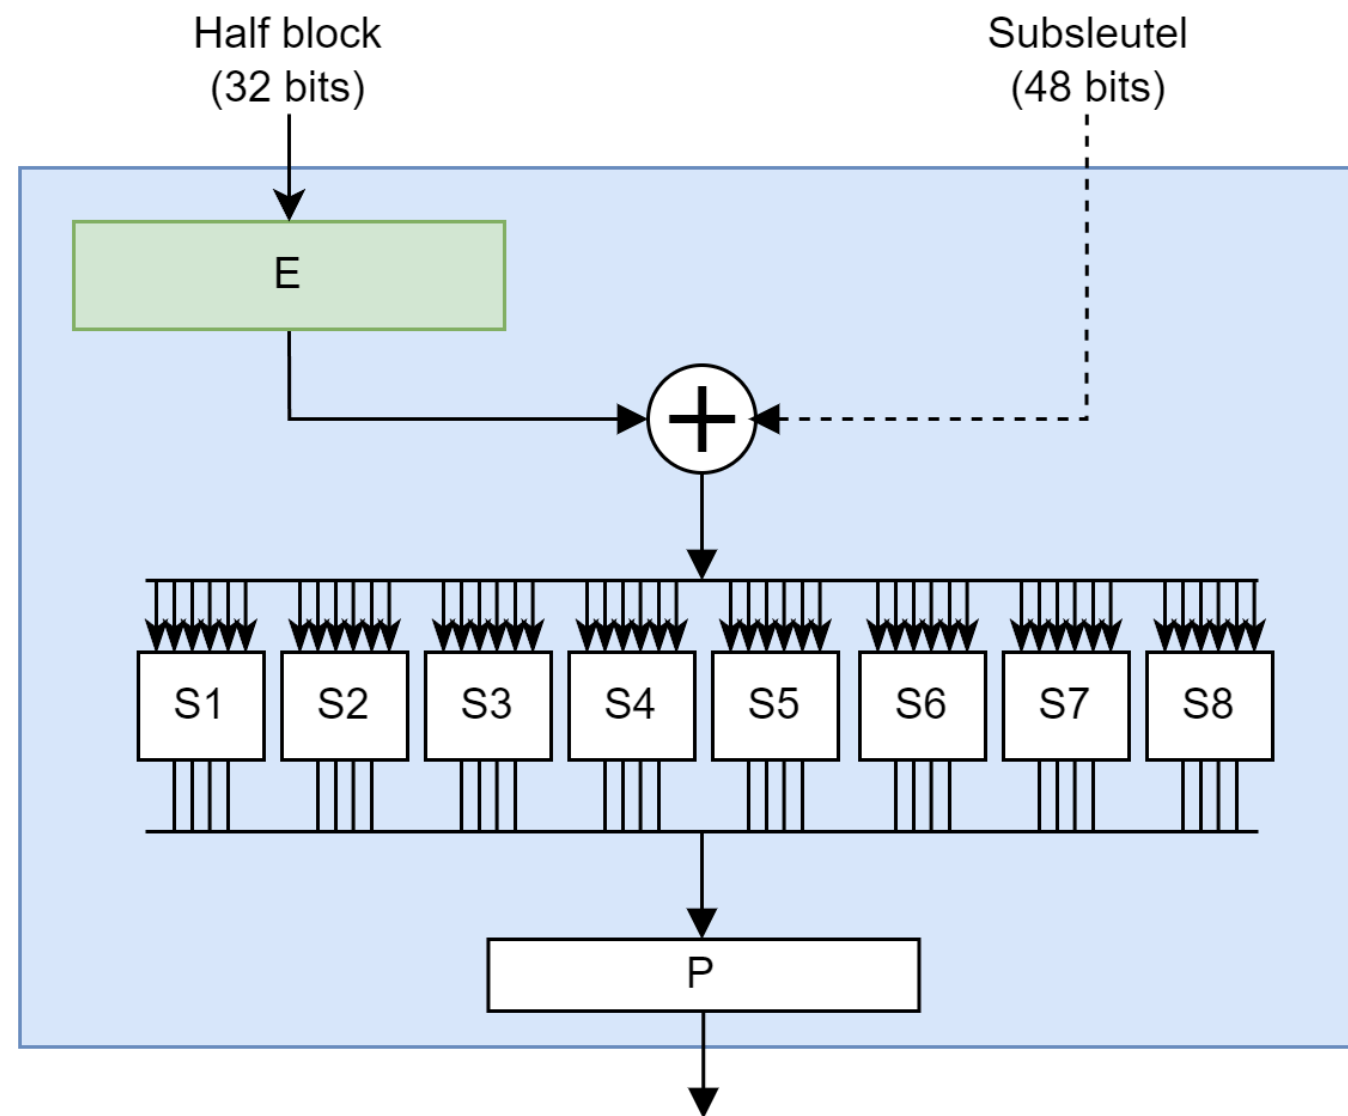 Half block
(32 bits)
Subsleutel
(48 bits)
E
S1
S2
S3
S4
S5
S6
S7
S8
P